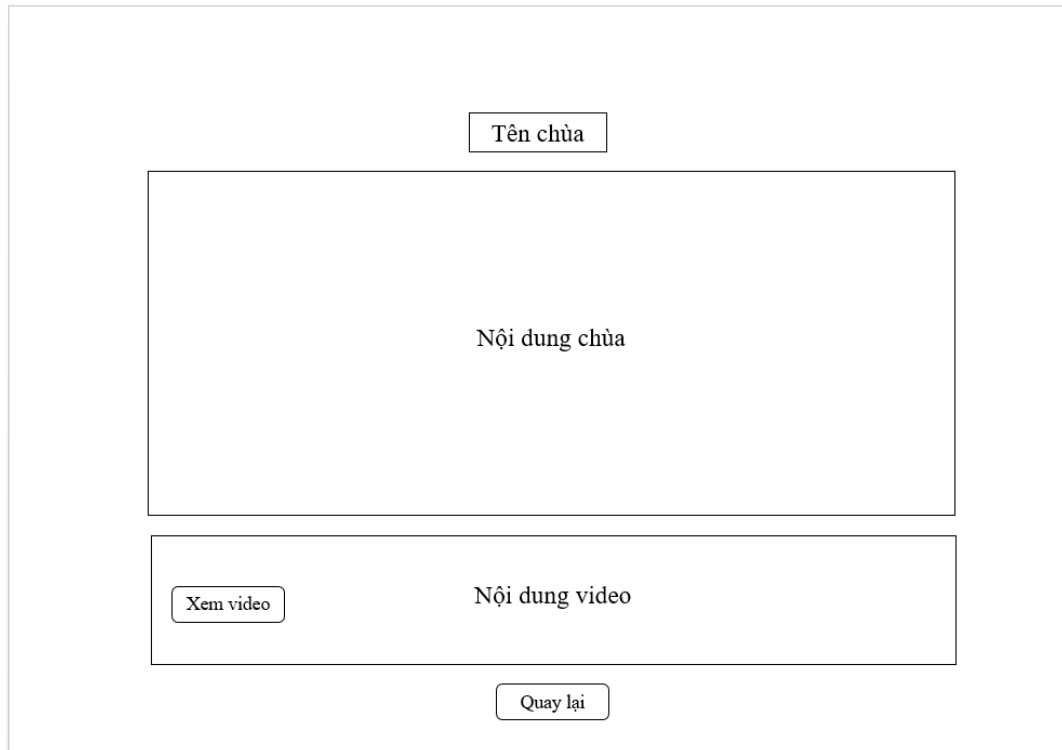 Tên chùa
Nội dung chùa
Nội dung video
Xem video
Quay lại